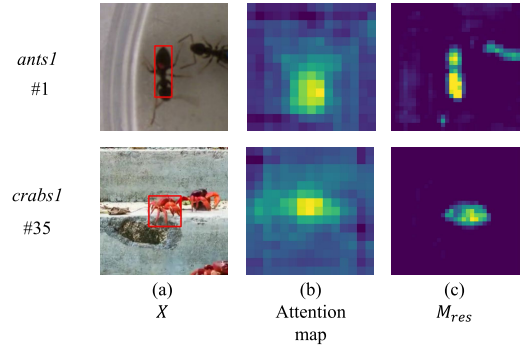 ants1
#1
crabs1
#35
(a) (b) (c)
X Attention map M_res